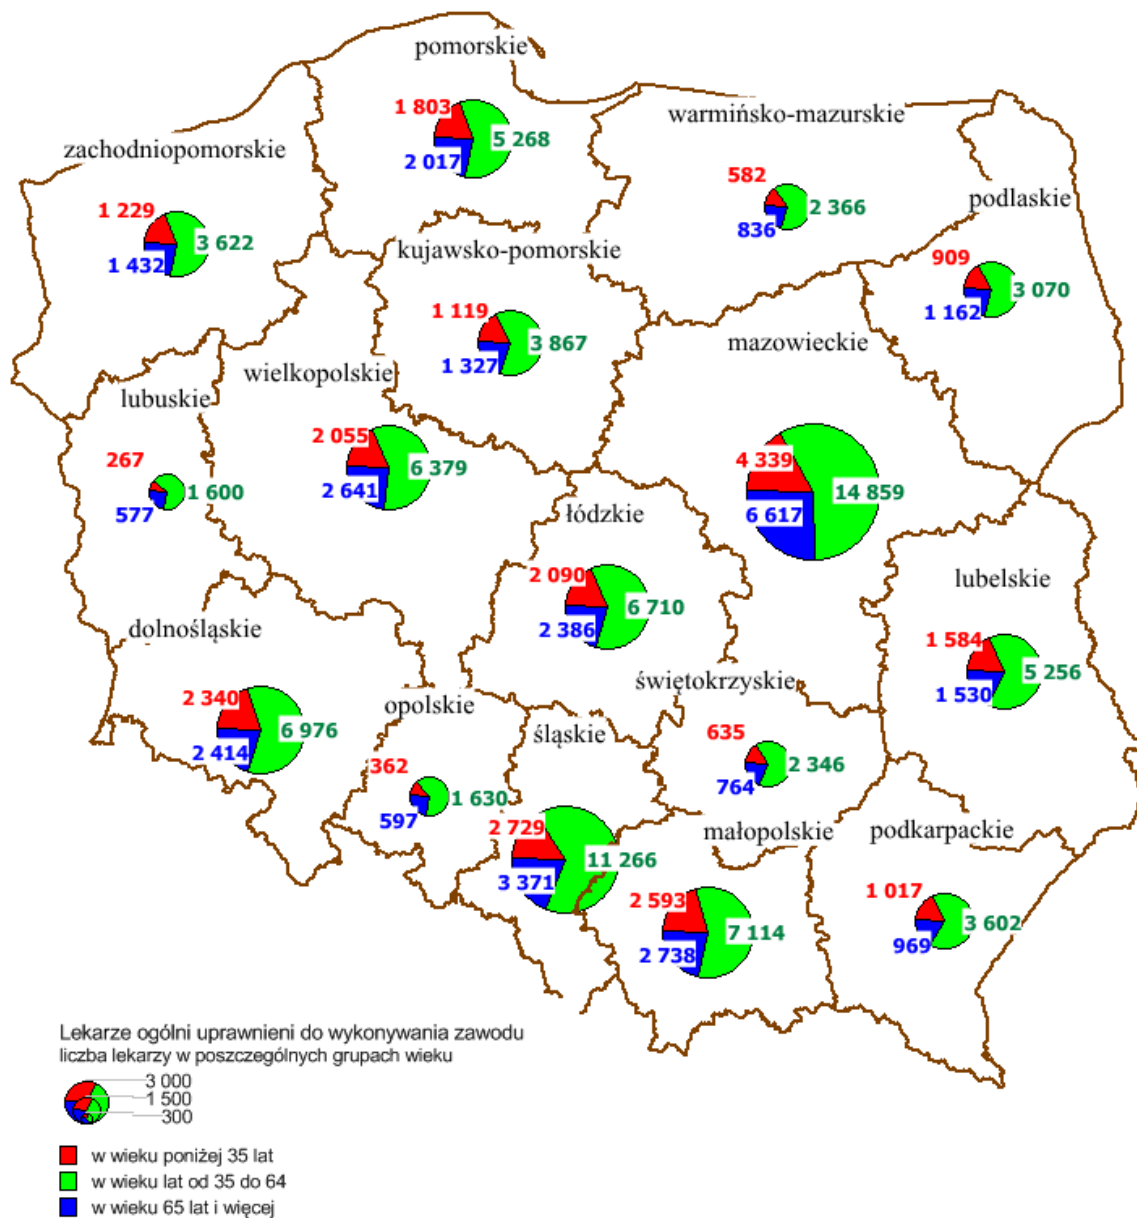 pomorskie
1 803
5 268
2 017
warmińsko-mazurskie
582
2 366
836
zachodniopomorskie
1 229
3 622
1 432
podlaskie
909
3 070
1 162
kujawsko-pomorskie
1 119
3 867
1 327
mazowieckie
4 339
14 859
6 617
wielkopolskie
2 055
6 379
2 641
lubuskie
267
1 600
577
łódzkie
2 090
6 710
2 386
lubelskie
1 584
5 256
1 530
dolnośląskie
2 340
6 976
2 414
opolskie
362
1 630
597
śląskie
2 729
11 266
3 371
świętokrzyskie
635
2 346
764
małopolskie
2 593
7 114
2 738
podkarpackie
1 017
3 602
969
Lekarze ogólni uprawnieni do wykonywania zawodu
liczba lekarzy w poszczególnych grupach wieku
3 000
1 500
300
w wieku poniżej 35 lat
w wieku lat od 35 do 64
w wieku 65 lat i więcej